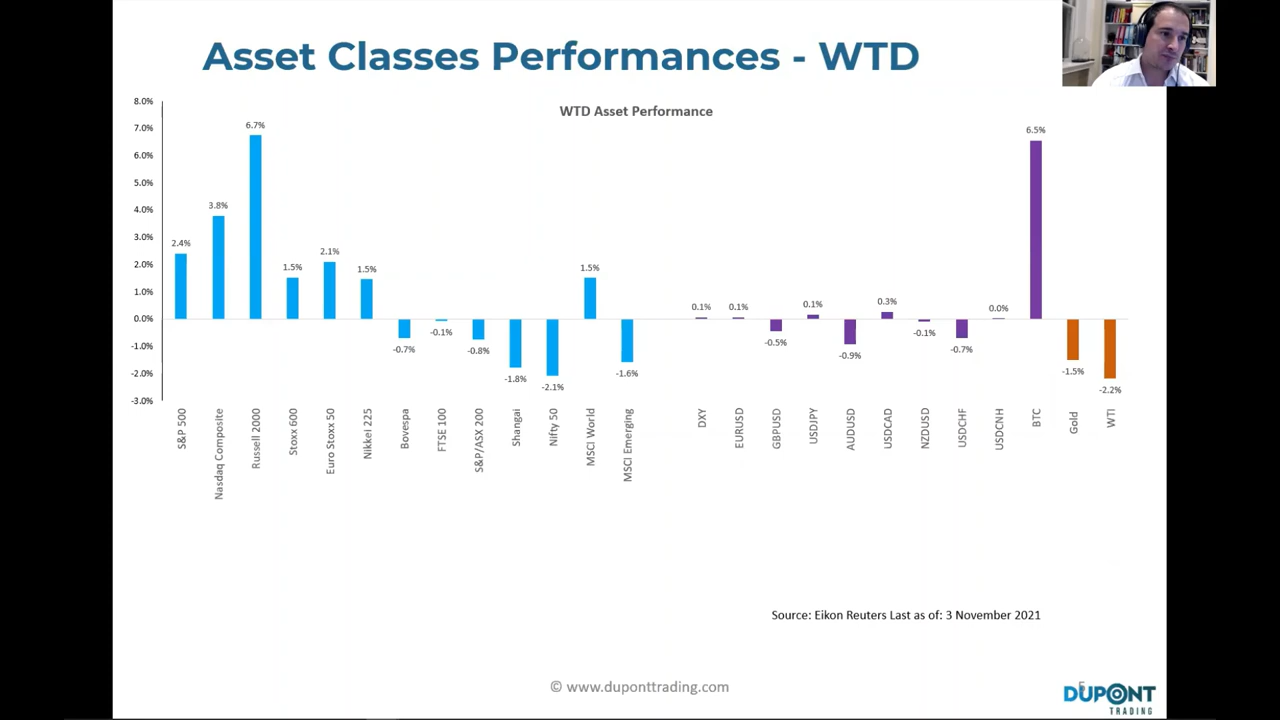 Asset Classes Performances - WTD
WTD Asset Performance
8.0%
7.0%
6.0%
5.0%
4.0%
3.0%
2.0%
1.0%
0.0%
-1.0%
-2.0%
-3.0%
2.4%
3.8%
6.7%
1.5%
2.1%
1.5%
-0.7%
-0.1%
-0.8%
-1.8%
-2.1%
1.5%
-1.6%
0.1%
0.1%
-0.5%
0.1%
-0.9%
0.3%
-0.1%
-0.7%
0.0%
6.5%
-1.5%
-2.2%
S&P 500
Nasdaq Composite
Russell 2000
Stoxx 600
Euro Stoxx 50
Nikkei 225
Bovespa
FTSE 100
S&P/ASX 200
Shangai
Nifty 50
MSCI World
MSCI Emerging
DXY
EURUSD
GBPUSD
USDJPY
AUDUSD
USDCAD
NZDUSD
USDCHF
USDCNH
BTC
Gold
WTI
Source: Eikon Reuters Last as of: 3 November 2021
© www.duponttrading.com
DUPONT
TRADING